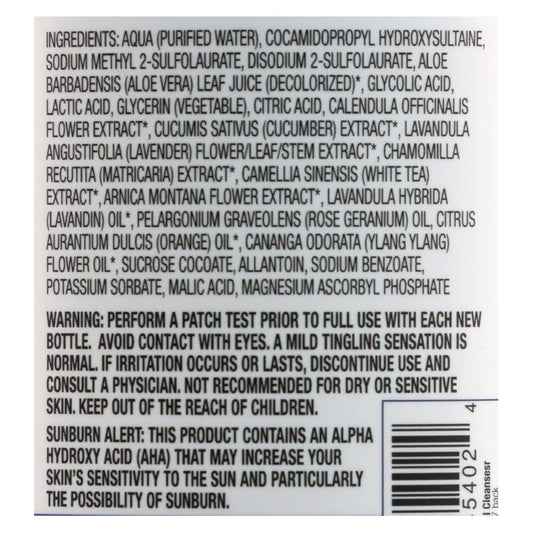 INGREDIENTS: AQUA (PURIFIED WATER), COCAMIDOPROPYL HYDROXYSULTAINE,
SODIUM METHYL 2-SULFOLAURATE, DISODIUM 2-SULFOLAURATE, ALOE
BARBADENSIS (ALOE VERA) LEAF JUICE (DECOLORIZED)*, GLYCOLIC ACID,
LACTIC ACID, GLYCERIN (VEGETABLE), CITRIC ACID, CALENDULA OFFICINALIS
FLOWER EXTRACT*, CUCUMIS SATIVUS (CUCUMBER) EXTRACT*, LAVANDULA
ANGUSTIFOLIA (LAVENDER) FLOWER/LEAF/STEM EXTRACT*, CHAMOMILLA
RECUTITA (MATRICARIA) EXTRACT*, CAMELLIA SINENSIS (WHITE TEA)
EXTRACT*, ARNICA MONTANA FLOWER EXTRACT*, LAVANDULA HYBRIDA
(LAVANDIN) OIL*, PELARGONIUM GRAVEOLENS (ROSE GERANIUM) OIL, CITRUS
AURANTIUM DULCIS (ORANGE) OIL*, CANANGA ODORATA (YLANG YLANG)
FLOWER OIL*, SUCROSE COCOATE, ALLANTOIN, SODIUM BENZOATE,
POTASSIUM SORBATE, MALIC ACID, MAGNESIUM ASCORBYL PHOSPHATE
WARNING: PERFORM A PATCH TEST PRIOR TO FULL USE WITH EACH NEW
BOTTLE. AVOID CONTACT WITH EYES. A MILD TINGLING SENSATION IS
NORMAL. IF IRRITATION OCCURS OR LASTS, DISCONTINUE USE AND
CONSULT A PHYSICIAN. NOT RECOMMENDED FOR DRY OR SENSITIVE
SKIN. KEEP OUT OF THE REACH OF CHILDREN.
SUNBURN ALERT: THIS PRODUCT CONTAINS AN ALPHA
HYDROXY ACID (AHA) THAT MAY INCREASE YOUR
SKIN'S SENSITIVITY TO THE SUN AND PARTICULARLY
THE POSSIBILITY OF SUNBURN.
5402 4
Cleansesr
back